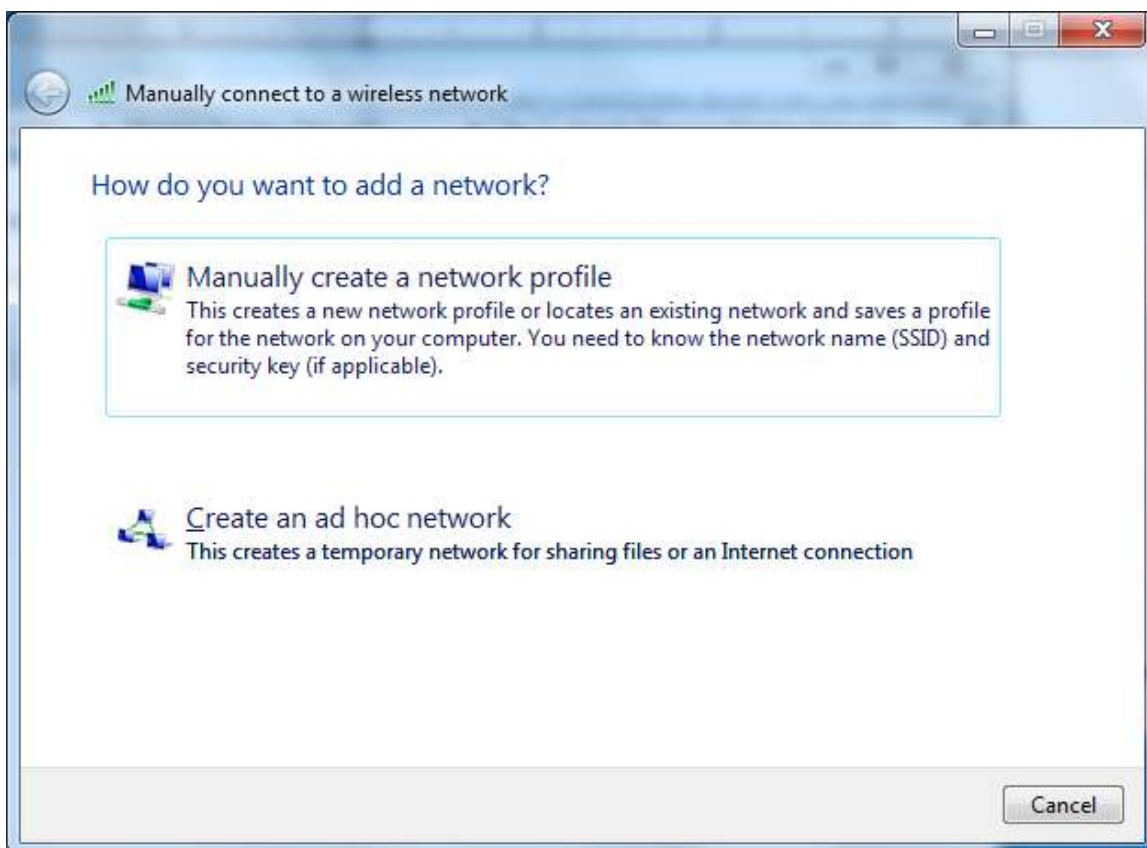 Manually connect to a wireless network
How do you want to add a network?
Manually create a network profile
This creates a new network profile or locates an existing network and saves a profile
for the network on your computer. You need to know the network name (SSID) and
security key (if applicable).
Create an ad hoc network
This creates a temporary network for sharing files or an Internet connection
Cancel